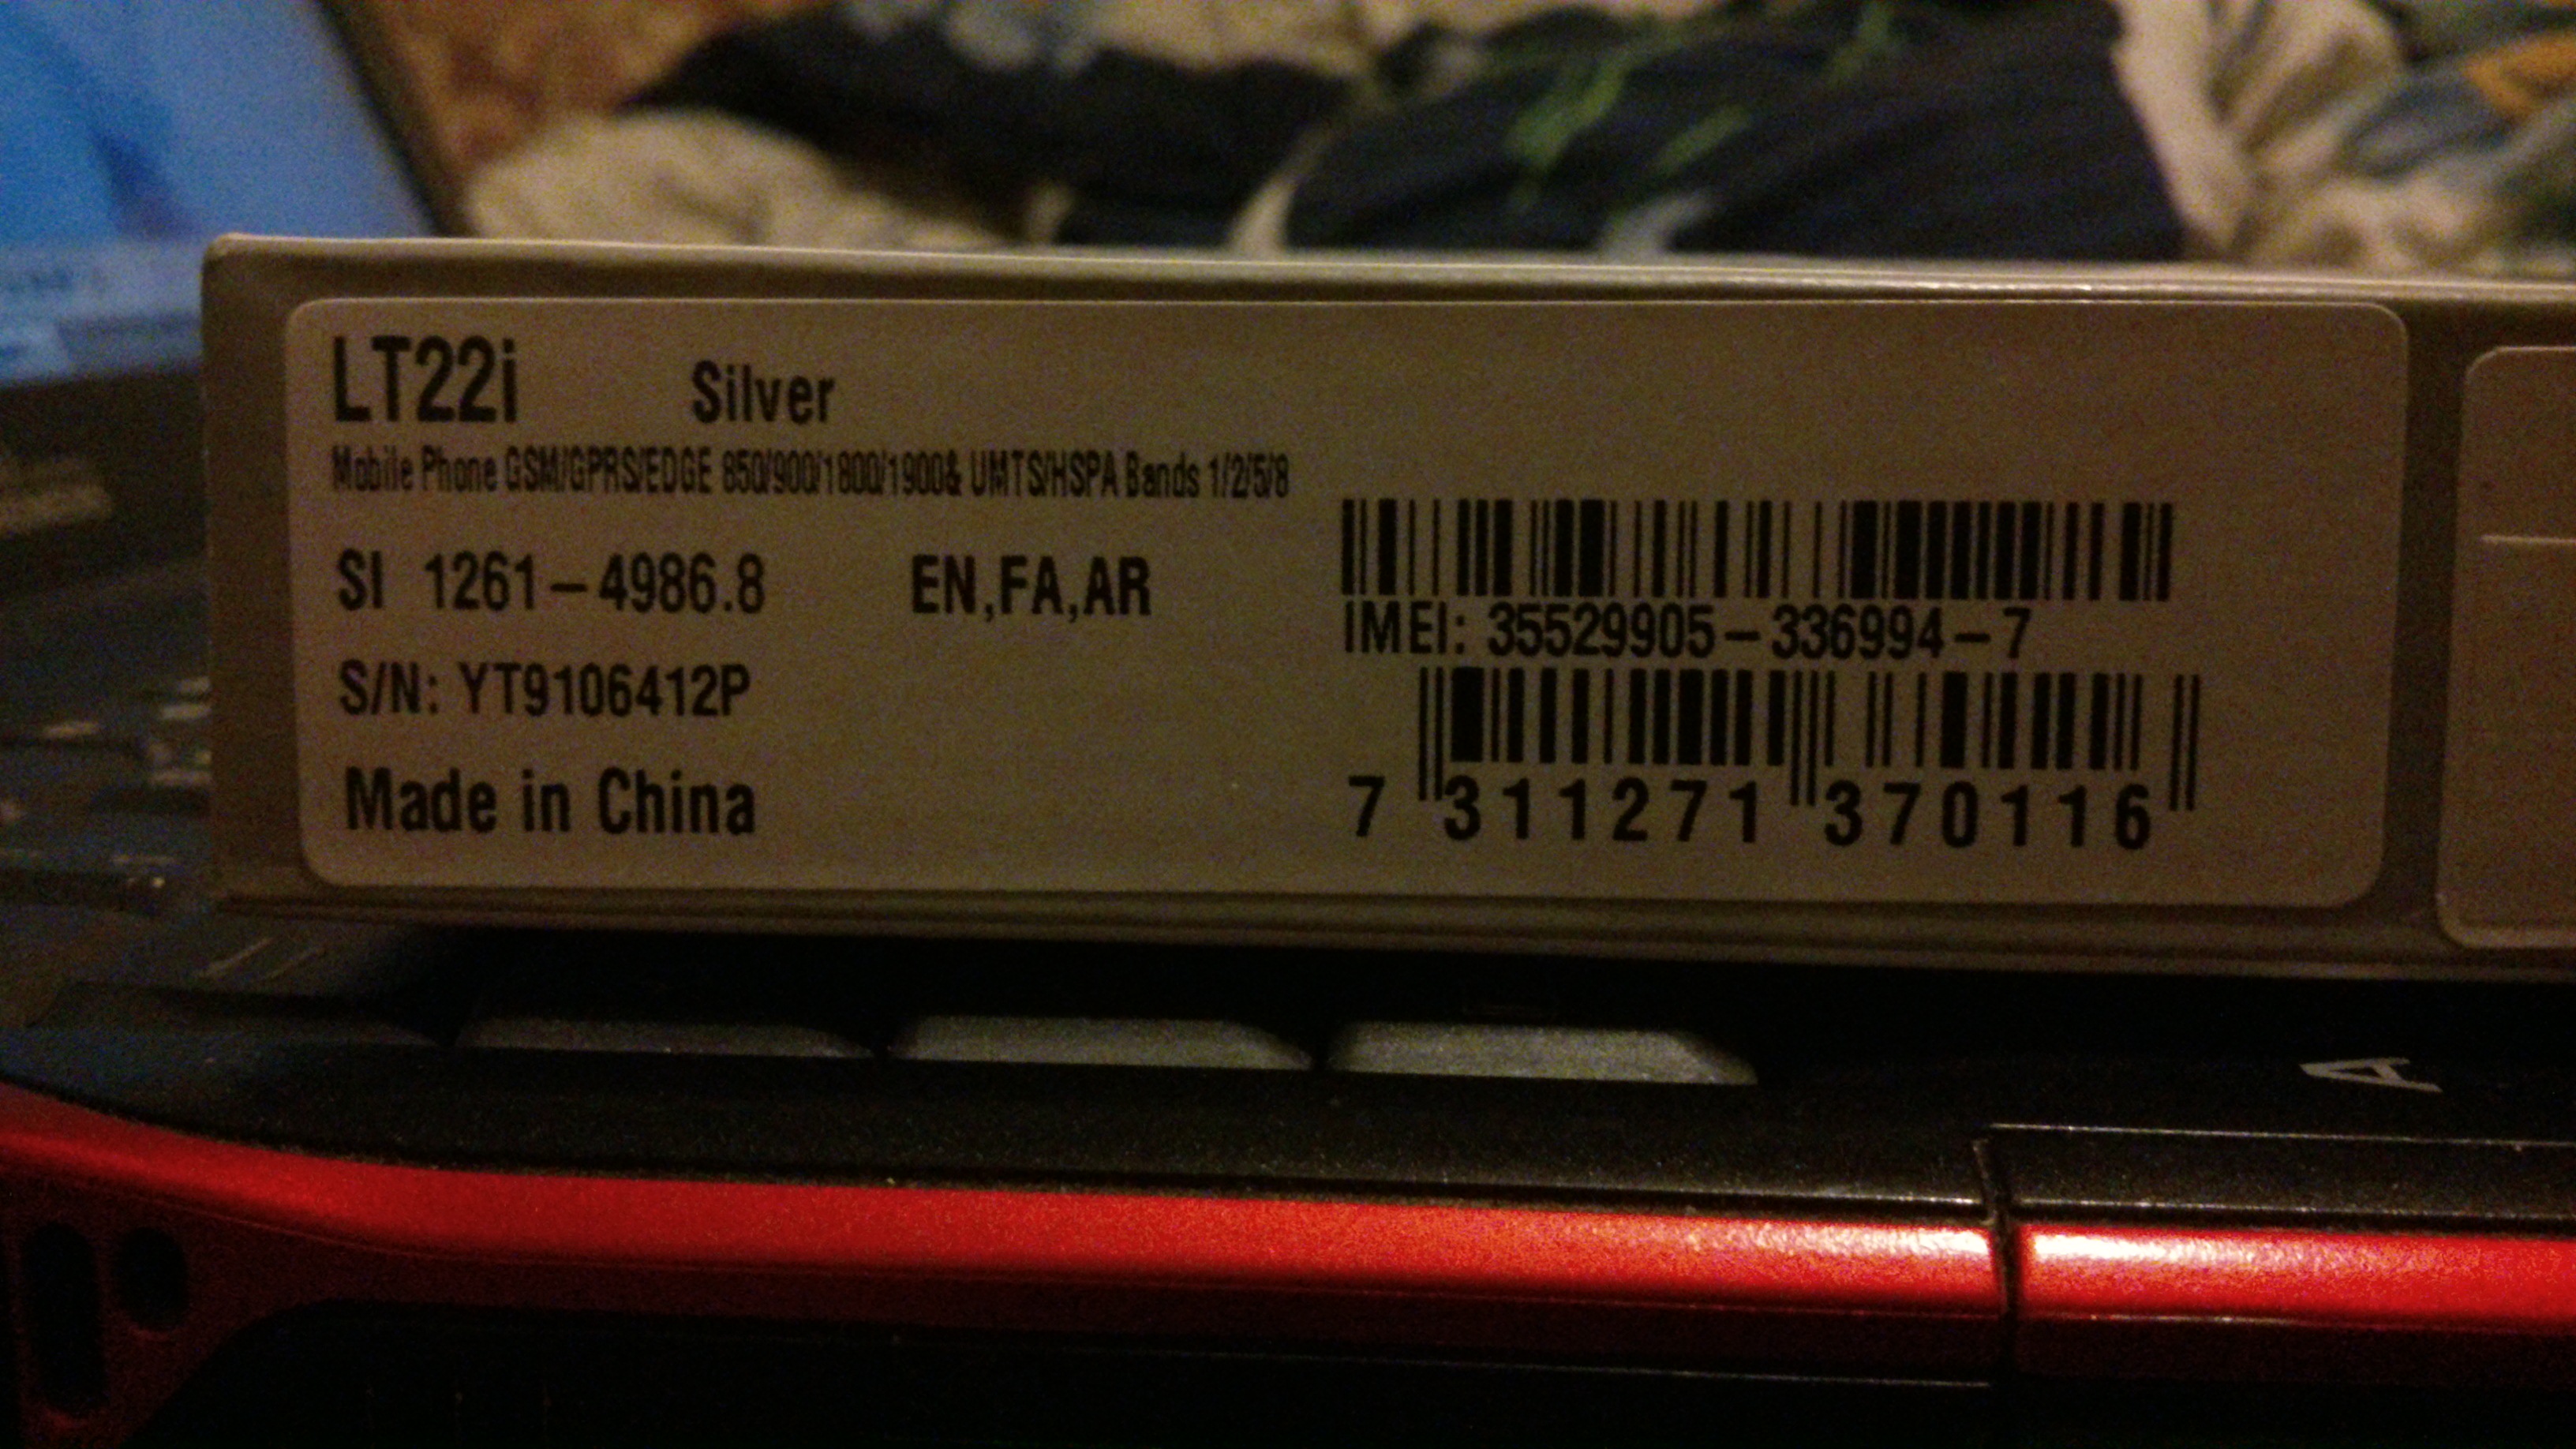 LT22i Silver
Mobile Phone GSM/GPRS/EDGE 850/900/1800/1900& UMTS/HSPA Bands 1/2/5/8
SI 1261-4986.8 EN,FA,AR
S/N: YT9106412P
Made in China
IMEI: 35529905-336994-7
7 311271 370116
A